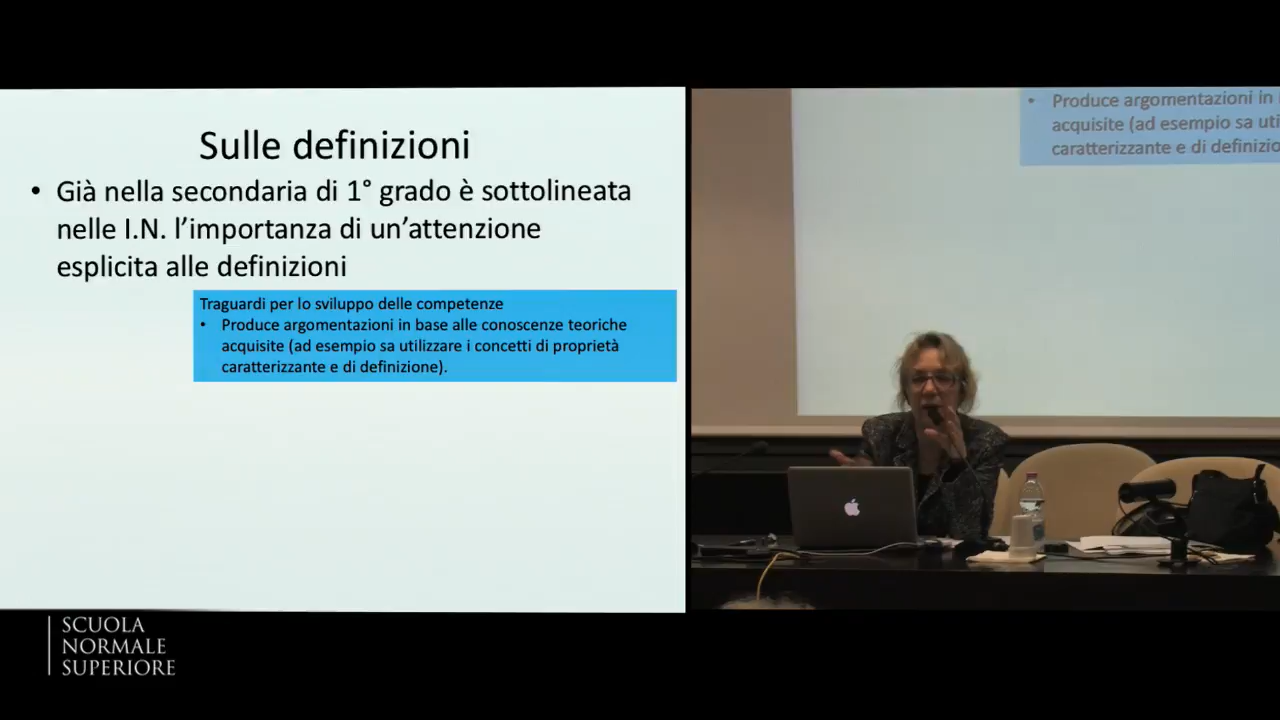 Sulle definizioni
• Già nella secondaria di 1° grado è sottolineata
nelle I.N. l’importanza di un’attenzione
esplicita alle definizioni
Traguardi per lo sviluppo delle competenze
• Produce argomentazioni in base alle conoscenze teoriche
acquisite (ad esempio sa utilizzare i concetti di proprietà
caratterizzante e di definizione).
• Produce argomentazioni in
acquisite (ad esempio sa uti
caratterizzante e di definizio
SCUOLA
NORMALE
SUPERIORE